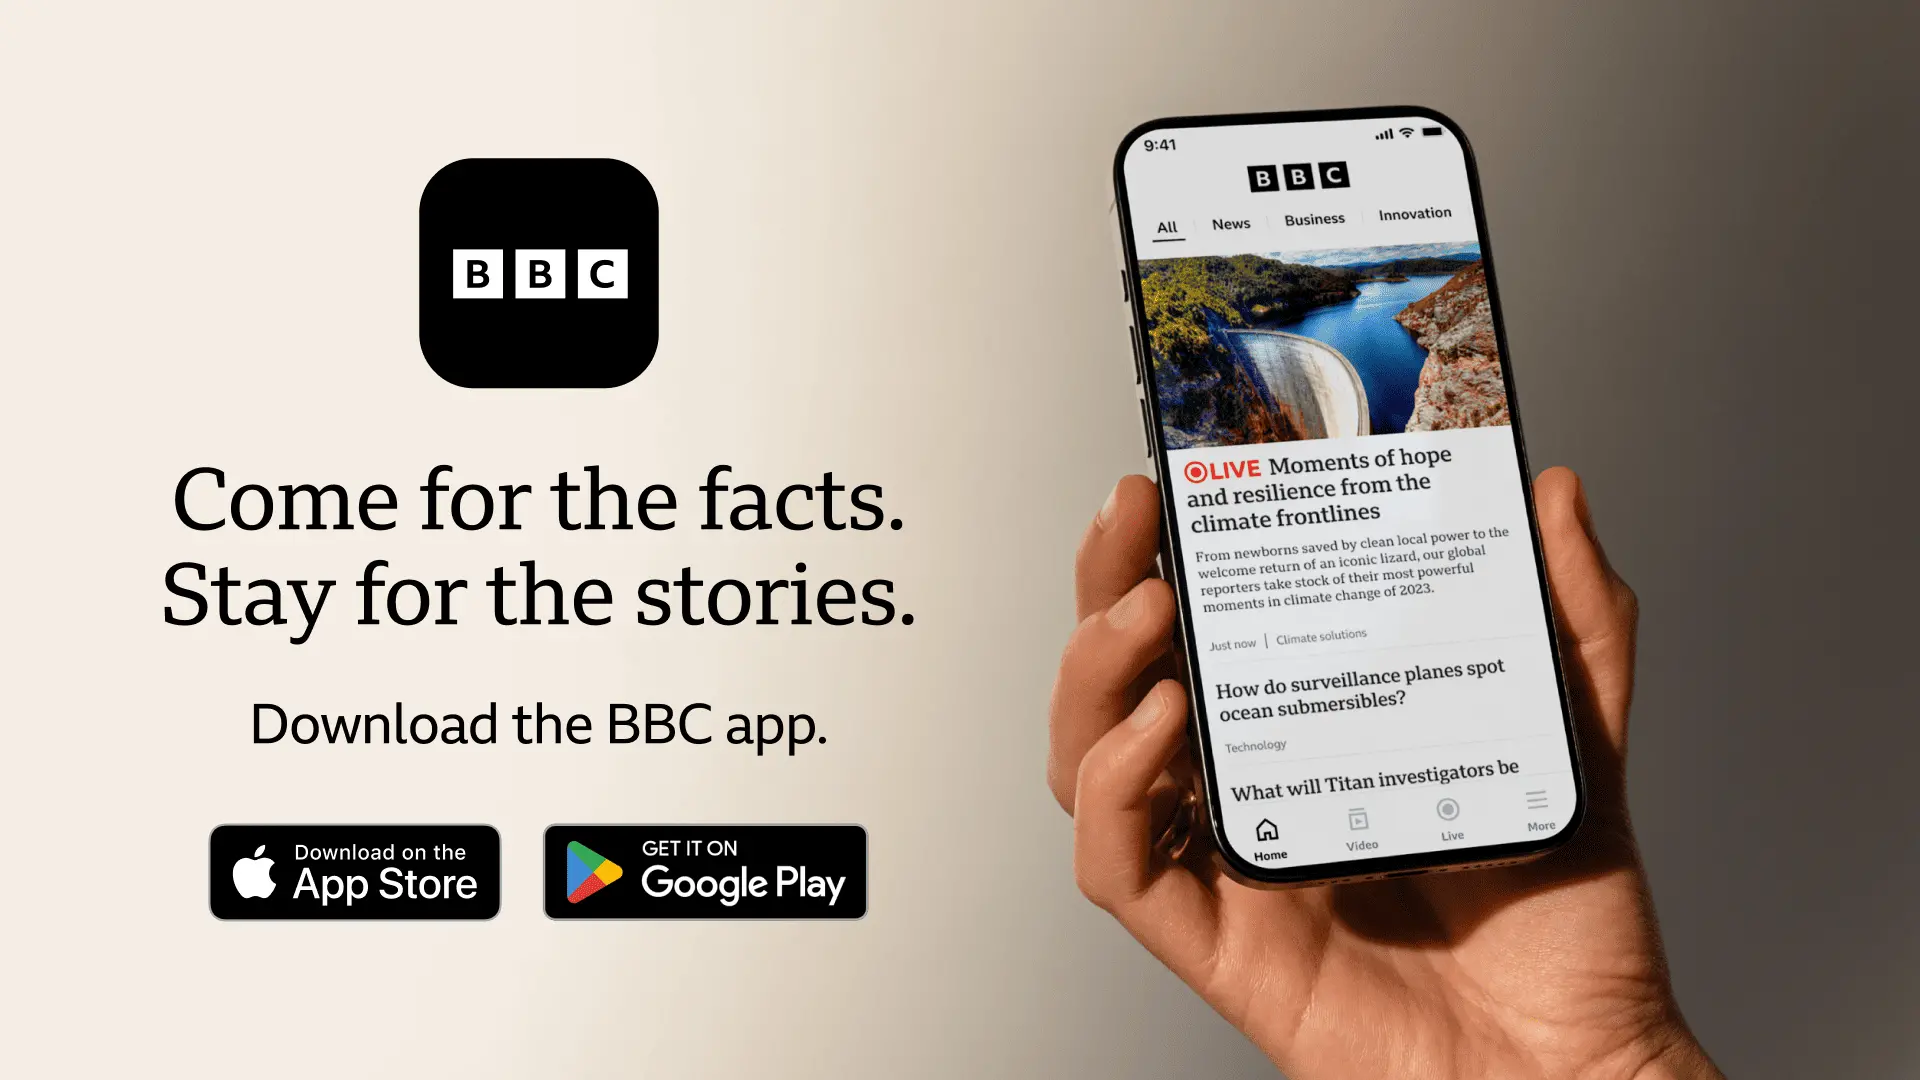 BBC
Come for the facts.
Stay for the stories.
Download the BBC app.
Download on the
App Store
GET IT ON
Google Play
9:41
BBC
All News Business Innovation
LIVE Moments of hope
and resilience from the
climate frontlines
From newborns saved by clean local power to the
welcome return of an iconic lizard, our global
reporters take stock of their most powerful
moments in climate change of 2023.
Just now | Climate solutions
How do surveillance planes spot
ocean submersibles?
Technology
What will Titan investigators be
Home Video Live More